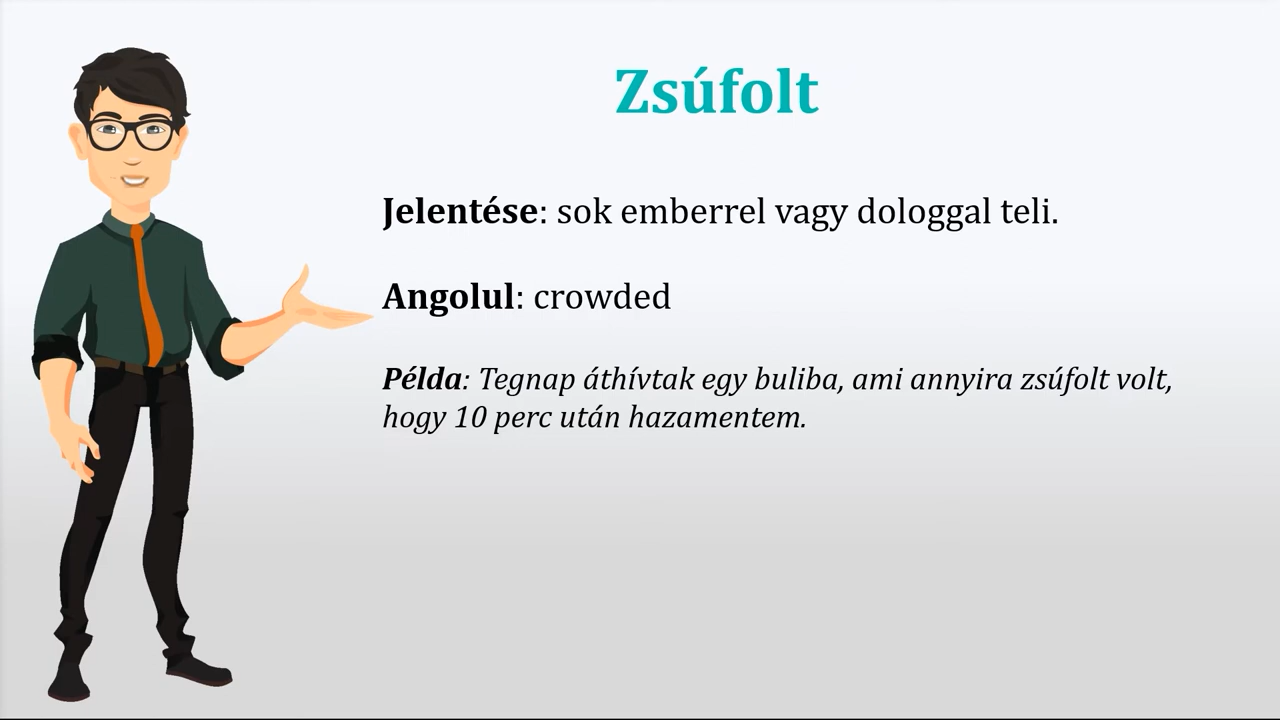 Zsúfolt
Jelentése: sok emberrel vagy dologgal teli.
Angolul: crowded
Példa: Tegnap áthívtak egy buliba, ami annyira zsúfolt volt,
hogy 10 perc után hazamentem.